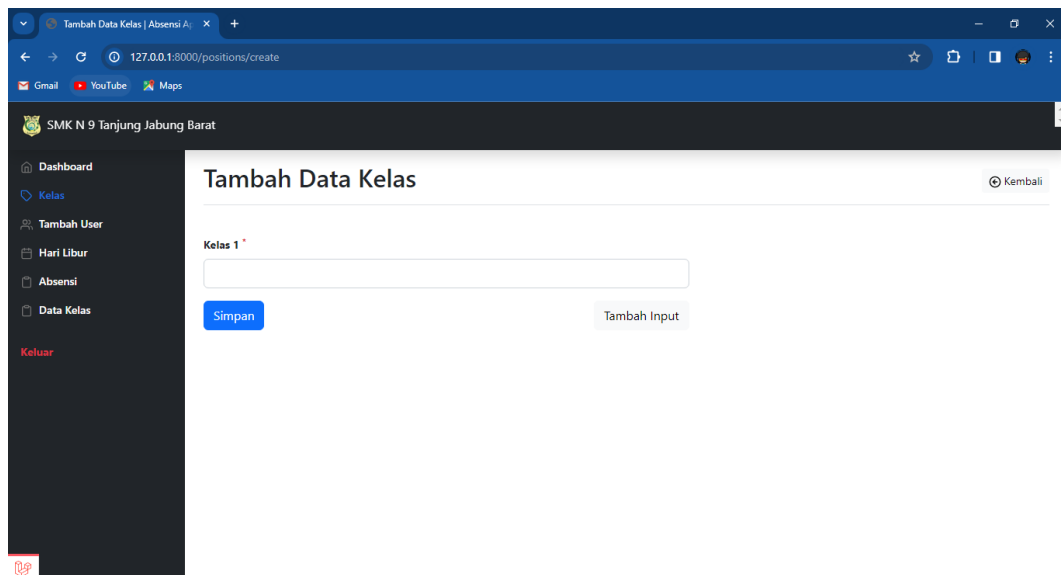 Tambah Data Kelas | Absensi Ap
127.0.0.1:8000/positions/create
Gmail YouTube Maps
SMK N 9 Tanjung Jabung Barat
Dashboard
Kelas
Tambah User
Hari Libur
Absensi
Data Kelas
Keluar
Tambah Data Kelas
Kembali
Kelas 1 *
Simpan
Tambah Input